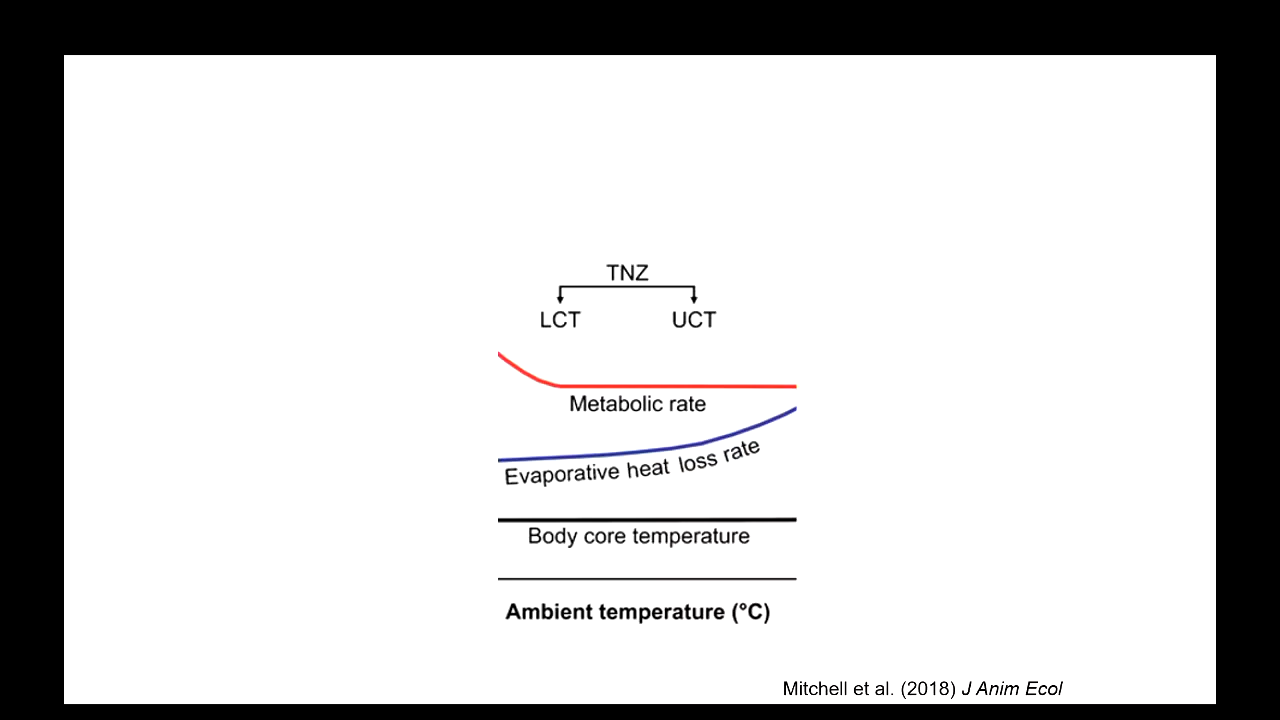 TNZ
LCT UCT
Metabolic rate
Evaporative heat loss rate
Body core temperature
Ambient temperature (°C)
Mitchell et al. (2018) J Anim Ecol